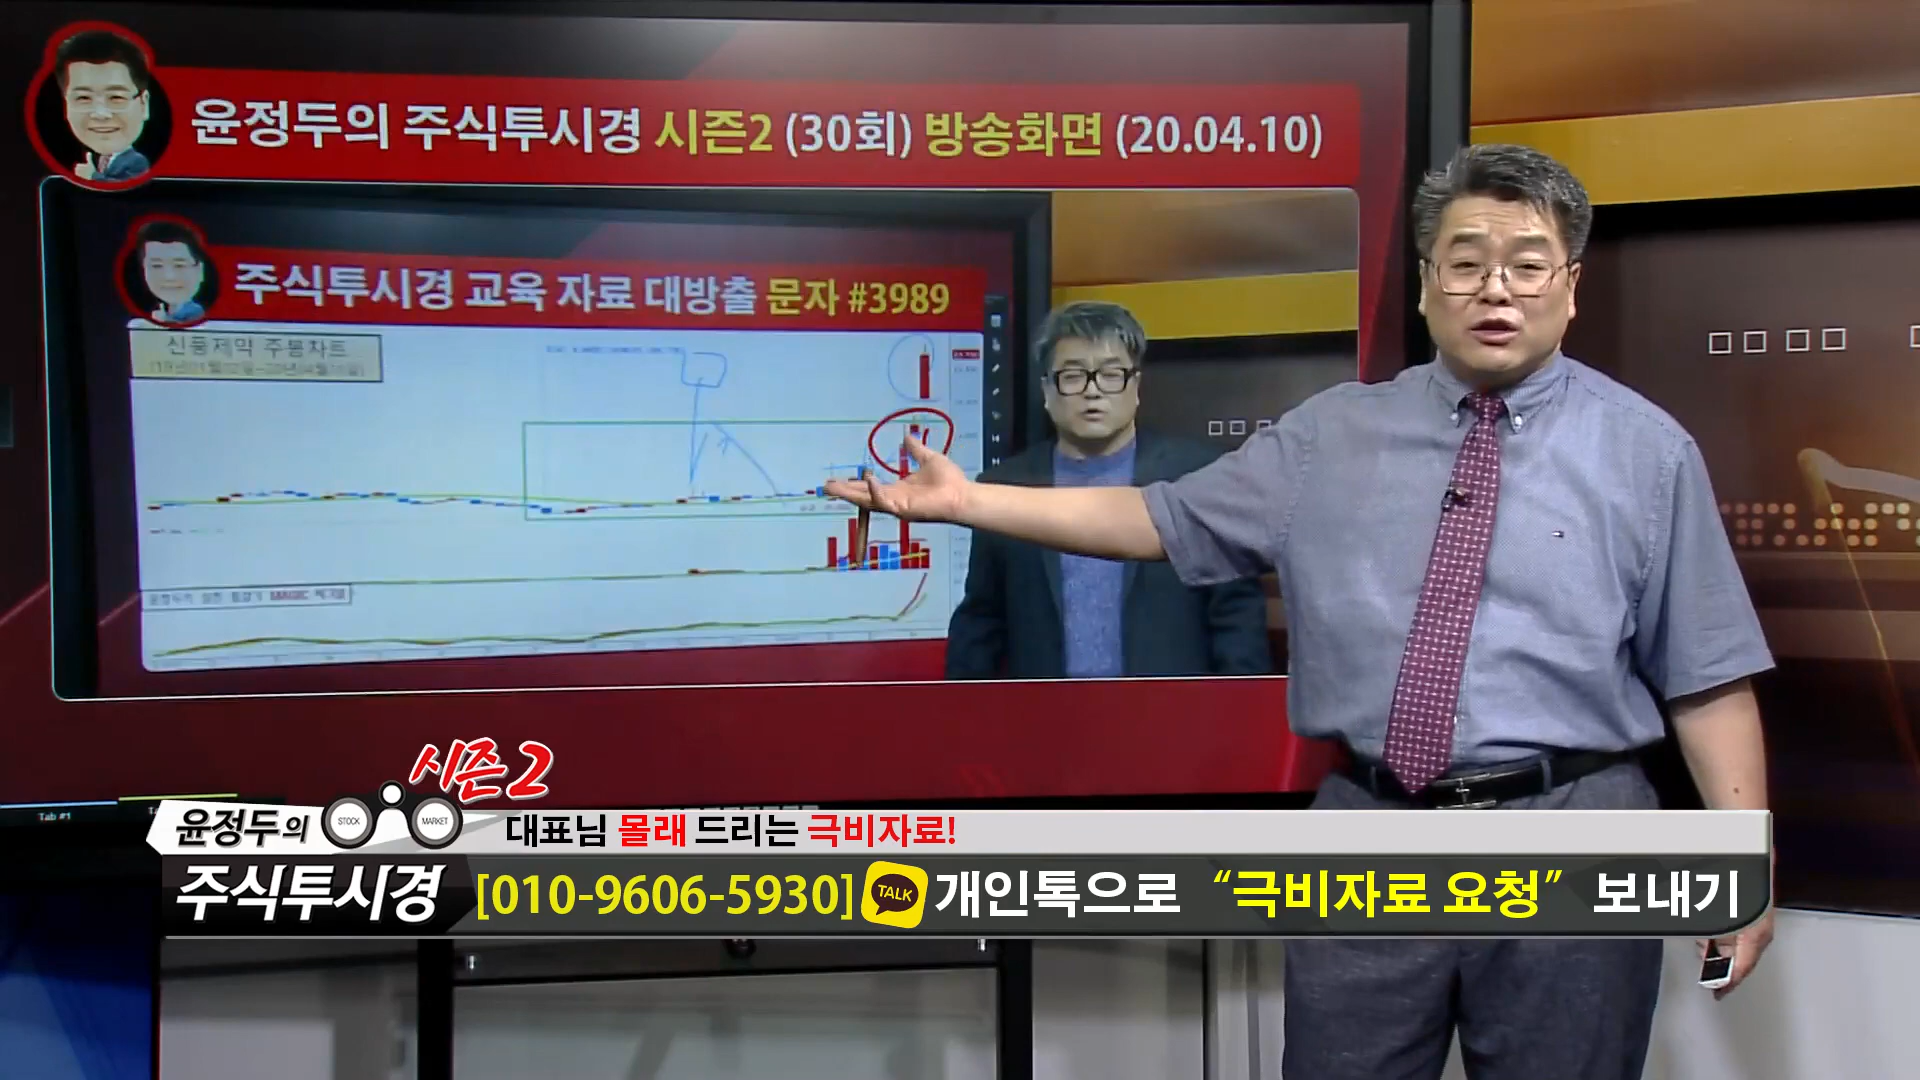 윤정두의 주식투시경 시즌2 (30회) 방송화면 (20.04.10)
주식투시경 교육 자료 대방출 문자 #3989
신풍제약 주봉차트
Tab #1
시즌2
윤정두의
STOCK
MARKET
주식투시경
대표님 몰래 드리는 극비자료!
[010-9606-5930]
TALK
개인톡으로 “극비자료 요청” 보내기